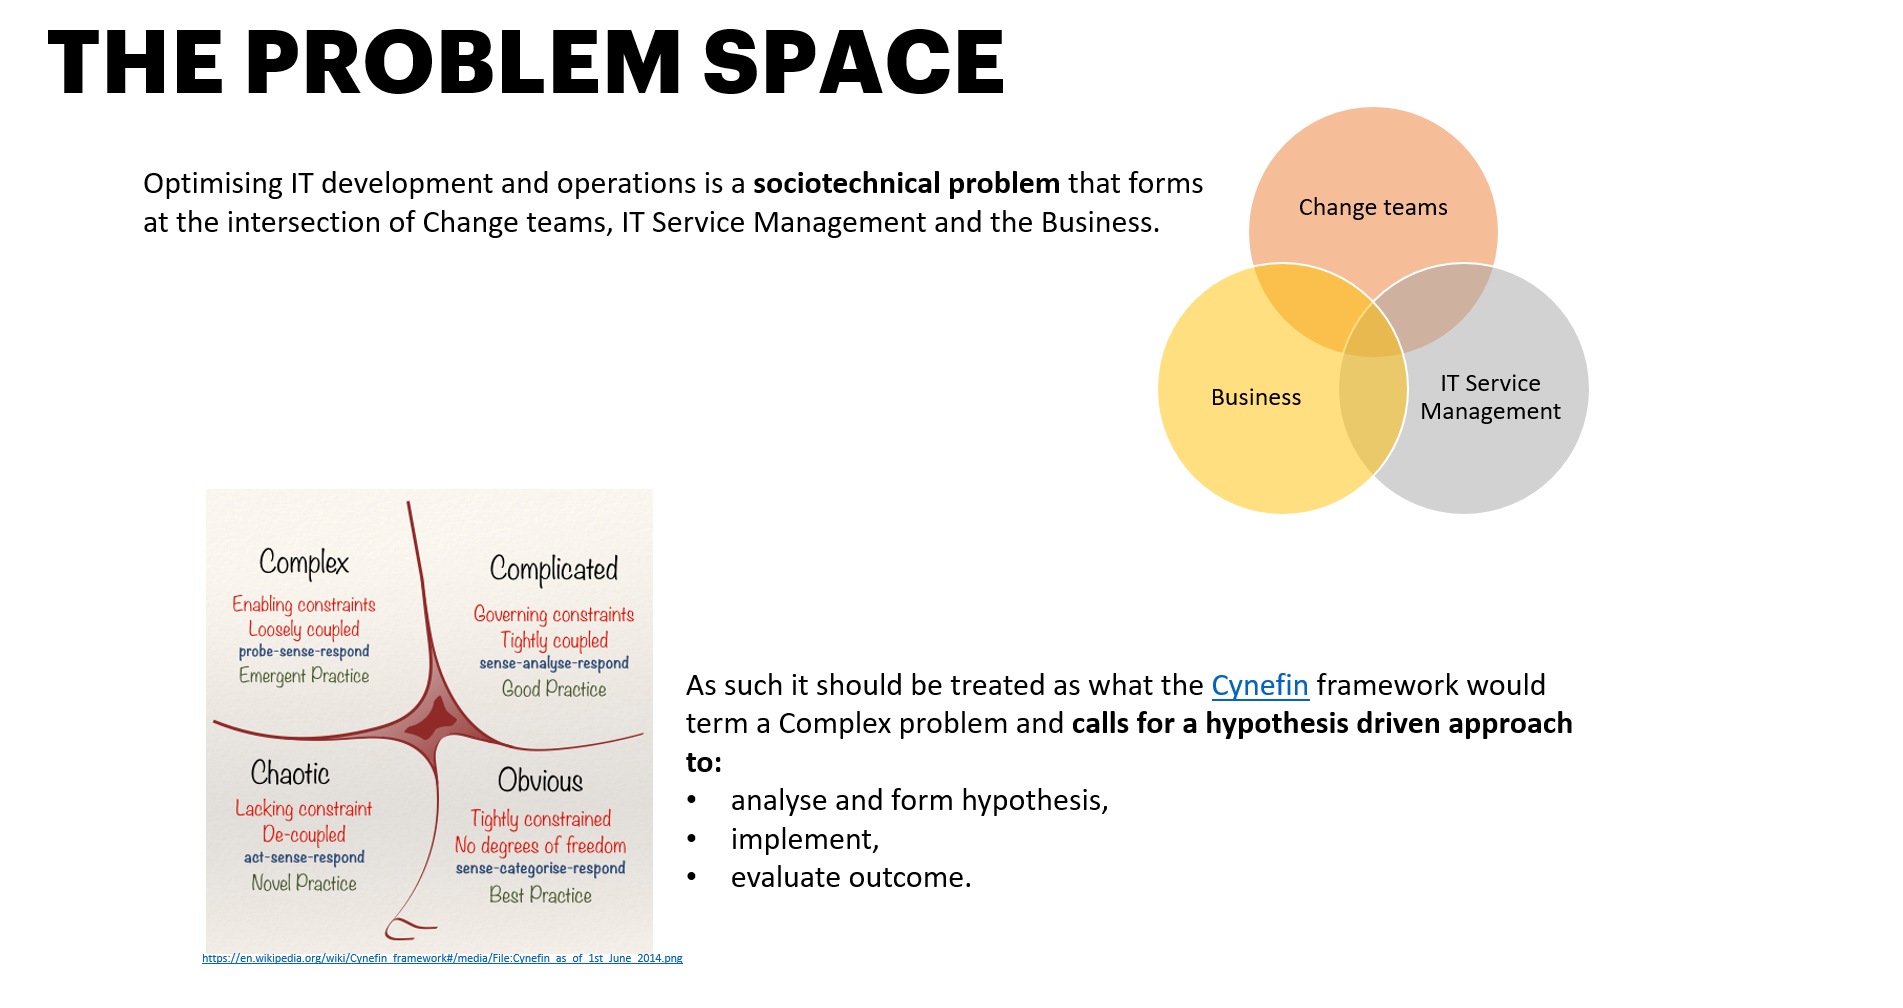 THE PROBLEM SPACE
Optimising IT development and operations is a sociotechnical problem that forms
at the intersection of Change teams, IT Service Management and the Business.
Change teams
Business
IT Service
Management
Complex
Enabling constraints
Loosely coupled
probe-sense-respond
Emergent Practice
Complicated
Governing constraints
Tightly coupled
sense-analyse-respond
Good Practice
Chaotic
Lacking constraint
De-coupled
act-sense-respond
Novel Practice
Obvious
Tightly constrained
No degrees of freedom
sense-categorise-respond
Best Practice
https://en.wikipedia.org/wiki/Cynefin_framework#/media/File:Cynefin_as_of_1st_June_2014.png
As such it should be treated as what the Cynefin framework would
term a Complex problem and calls for a hypothesis driven approach
to:
• analyse and form hypothesis,
• implement,
• evaluate outcome.